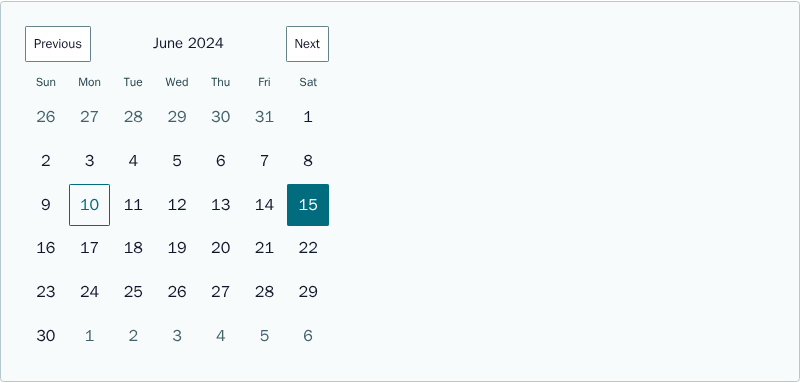 Previous June 2024 Next
Sun Mon Tue Wed Thu Fri Sat
26 27 28 29 30 31 1
2 3 4 5 6 7 8
9 10 11 12 13 14 15
16 17 18 19 20 21 22
23 24 25 26 27 28 29
30 1 2 3 4 5 6